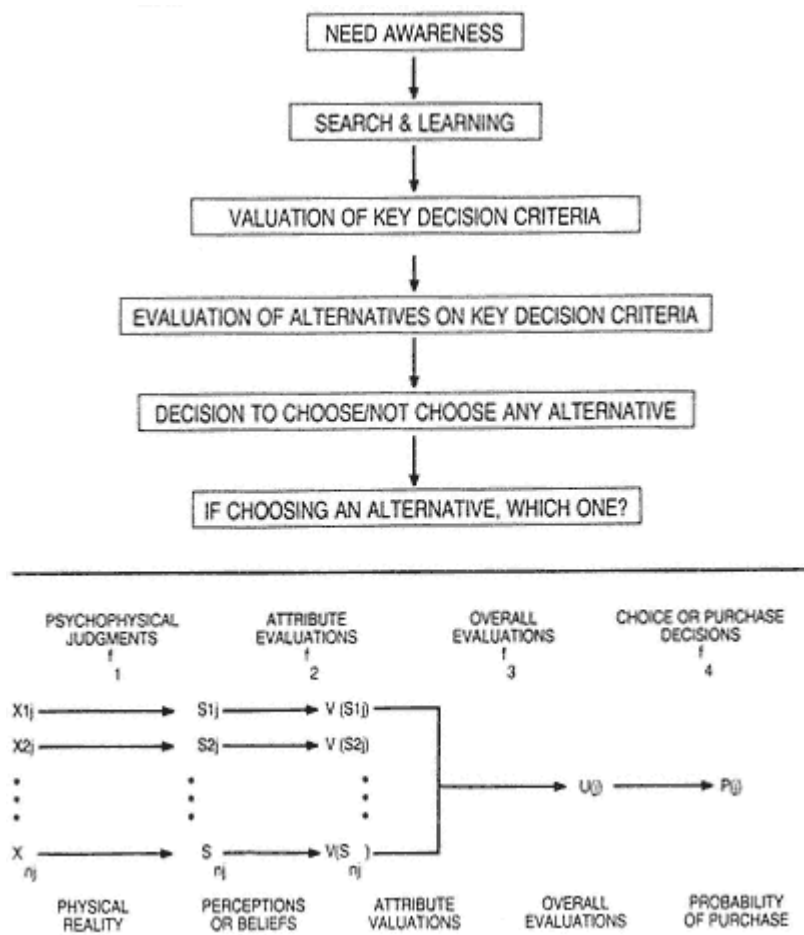 NEED AWARENESS
SEARCH & LEARNING
VALUATION OF KEY DECISION CRITERIA
EVALUATION OF ALTERNATIVES ON KEY DECISION CRITERIA
DECISION TO CHOOSE/NOT CHOOSE ANY ALTERNATIVE
IF CHOOSING AN ALTERNATIVE, WHICH ONE?
PSYCHOPHYSICAL JUDGMENTS f 1
ATTRIBUTE EVALUATIONS f 2
OVERALL EVALUATIONS f 3
CHOICE OR PURCHASE DECISIONS f 4
X1j S1j V (S1j)
X2j S2j V (S2j)
U(j) P(j)
X nj S nj V(S nj )
PHYSICAL REALITY
PERCEPTIONS OR BELIEFS
ATTRIBUTE VALUATIONS
OVERALL EVALUATIONS
PROBABILITY OF PURCHASE